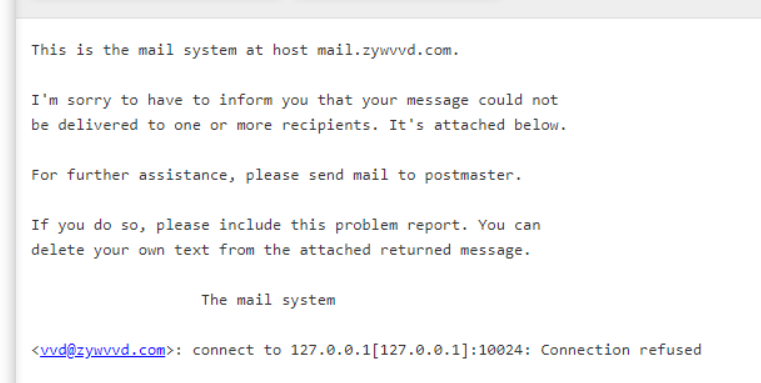 This is the mail system at host mail.zywvvd.com.
I'm sorry to have to inform you that your message could not
be delivered to one or more recipients. It's attached below.
For further assistance, please send mail to postmaster.
If you do so, please include this problem report. You can
delete your own text from the attached returned message.
The mail system
<vvd@zywvvd.com>: connect to 127.0.0.1[127.0.0.1]:10024: Connection refused